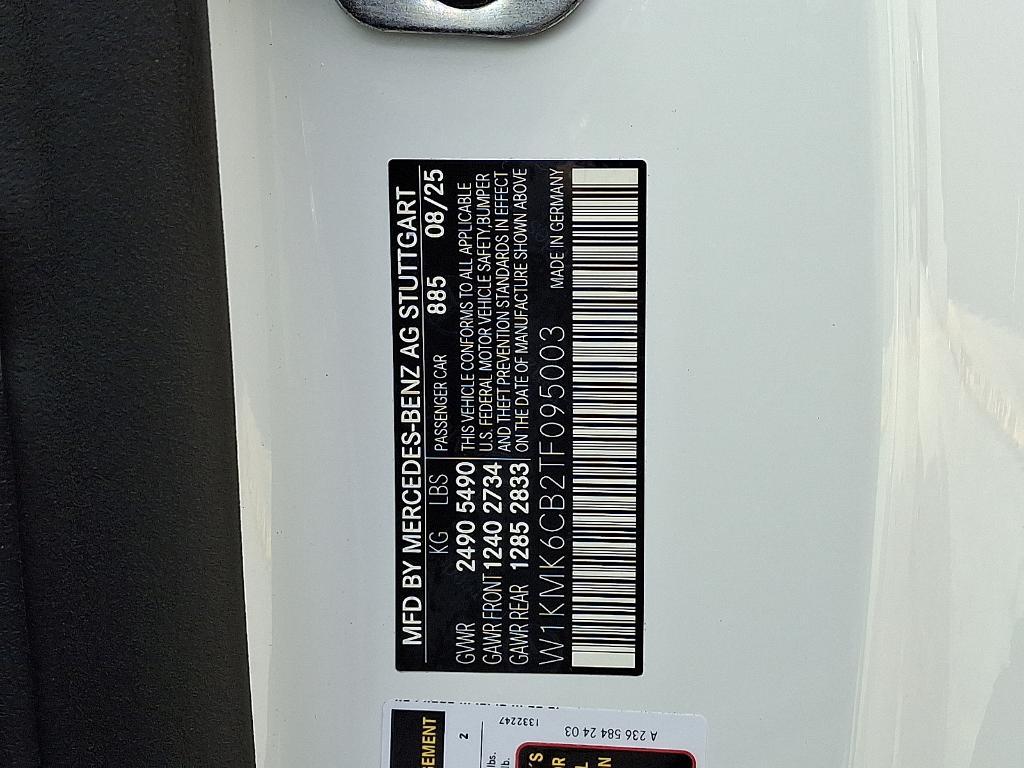 MFD BY MERCEDES-BENZ AG STUTTGART
KG LBS PASSENGER CAR 885 08/25
GVWR 2490 5490 THIS VEHICLE CONFORMS TO ALL APPLICABLE
GAWR FRONT 1240 2734 U.S. FEDERAL MOTOR VEHICLE SAFETY,BUMPER
GAWR REAR 1285 2833 AND THEFT PREVENTION STANDARDS IN EFFECT
ON THE DATE OF MANUFACTURE SHOWN ABOVE
W1KMK6CB2TF095003 MADE IN GERMANY
A 236 584 24 03
1332247
2
lbs.
lb.